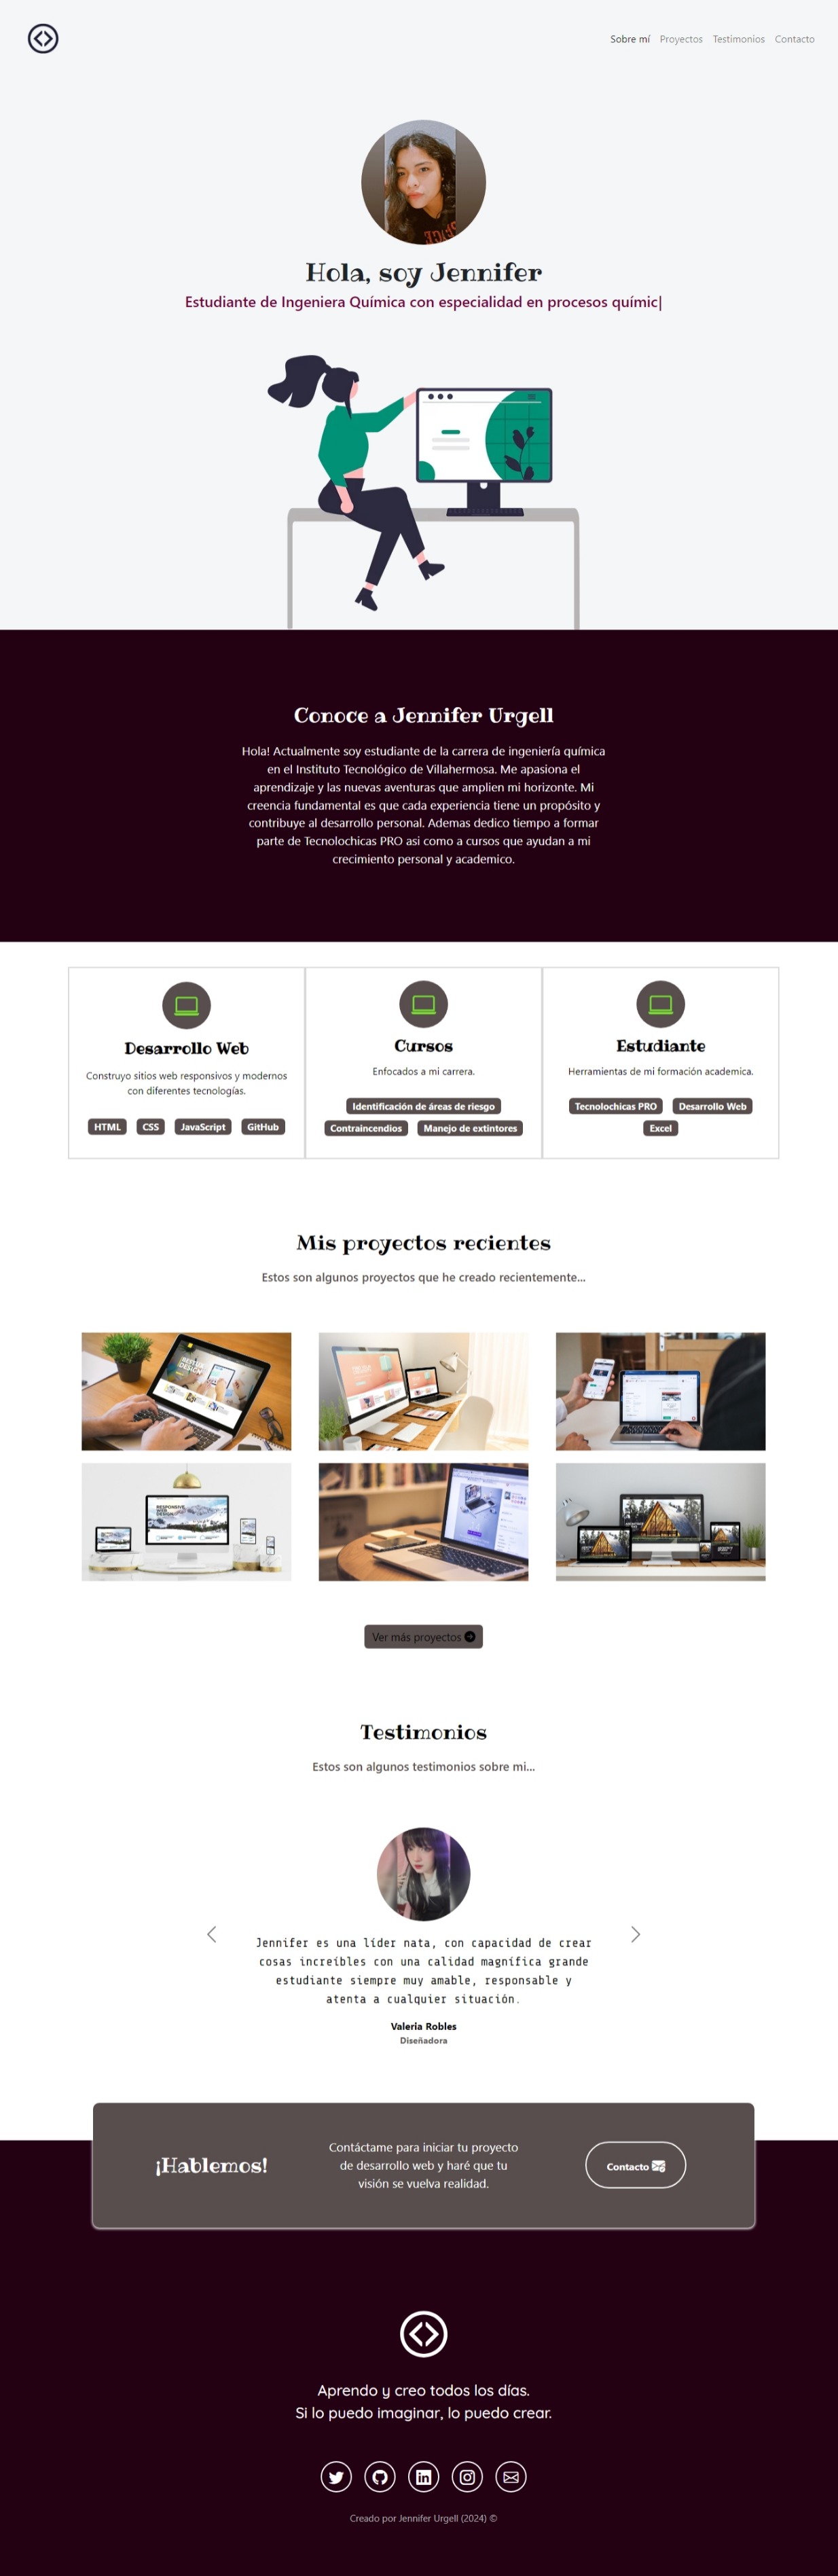 Sobre mí Proyectos Testimonios Contacto
Hola, soy Jennifer
Estudiante de Ingeniera Química con especialidad en procesos químic|
Conoce a Jennifer Urgell
Hola! Actualmente soy estudiante de la carrera de ingeniería química
en el Instituto Tecnológico de Villahermosa. Me apasiona el
aprendizaje y las nuevas aventuras que amplien mi horizonte. Mi
creencia fundamental es que cada experiencia tiene un propósito y
contribuye al desarrollo personal. Ademas dedico tiempo a formar
parte de Tecnolochicas PRO asi como a cursos que ayudan a mi
crecimiento personal y academico.
Desarrollo Web
Construyo sitios web responsivos y modernos
con diferentes tecnologías.
HTML CSS JavaScript GitHub
Cursos
Enfocados a mi carrera.
Identificación de áreas de riesgo
Contraincendios Manejo de extintores
Estudiante
Herramientas de mi formación academica.
Tecnolochicas PRO Desarrollo Web
Excel
Mis proyectos recientes
Estos son algunos proyectos que he creado recientemente...
RESPONSIVE
WEB
DESIGN
Ver más proyectos
Testimonios
Estos son algunos testimonios sobre mi...
Jennifer es una líder nata, con capacidad de crear
cosas increíbles con una calidad magnífica grande
estudiante siempre muy amable, responsable y
atenta a cualquier situación.
Valeria Robles
Diseñadora
¡Hablemos!
Contáctame para iniciar tu proyecto
de desarrollo web y haré que tu
visión se vuelva realidad.
Contacto
Aprendo y creo todos los días.
Si lo puedo imaginar, lo puedo crear.
Creado por Jennifer Urgell (2024) ©